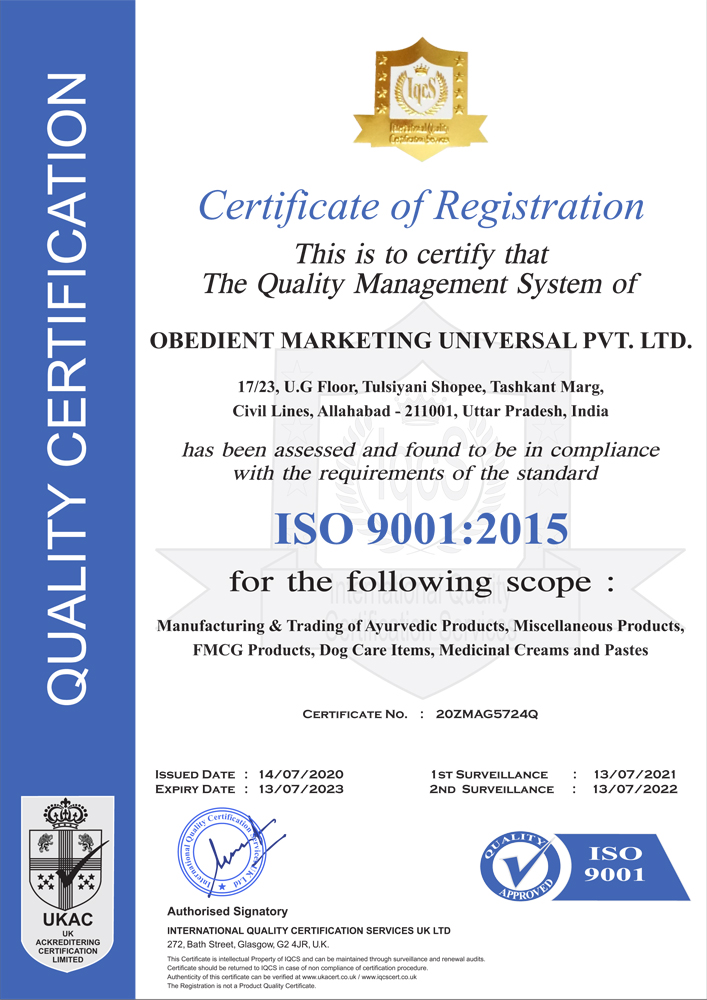 QUALITY CERTIFICATION
IqcS
International Quality
Certification Services
Certificate of Registration
This is to certify that
The Quality Management System of
OBEDIENT MARKETING UNIVERSAL PVT. LTD.
17/23, U.G Floor, Tulsiyani Shopee, Tashkant Marg,
Civil Lines, Allahabad - 211001, Uttar Pradesh, India
has been assessed and found to be in compliance
with the requirements of the standard
IqcS
ISO 9001:2015
for the following scope :
International Quality
Certification Services
Manufacturing & Trading of Ayurvedic Products, Miscellaneous Products,
FMCG Products, Dog Care Items, Medicinal Creams and Pastes
Certificate No. : 20ZMAG5724Q
Issued Date : 14/07/2020
Expiry Date : 13/07/2023
1st Surveillance : 13/07/2021
2nd Surveillance : 13/07/2022
International Quality Certification Services U K Ltd
QUALITY
APPROVED
ISO
9001
UKAC
UK
ACKREDITERING
CERTIFICATION
LIMITED
Authorised Signatory
INTERNATIONAL QUALITY CERTIFICATION SERVICES UK LTD
272, Bath Street, Glasgow, G2 4JR, U.K.
This Certificate is intellectual Property of IQCS and can be maintained through surveillance and renewal audits.
Certificate should be returned to IQCS in case of non compliance of certification procedure.
Authenticity of this certificate can be verified at www.ukacert.co.uk / www.iqcscert.co.uk
The Registration is not a Product Quality Certificate.